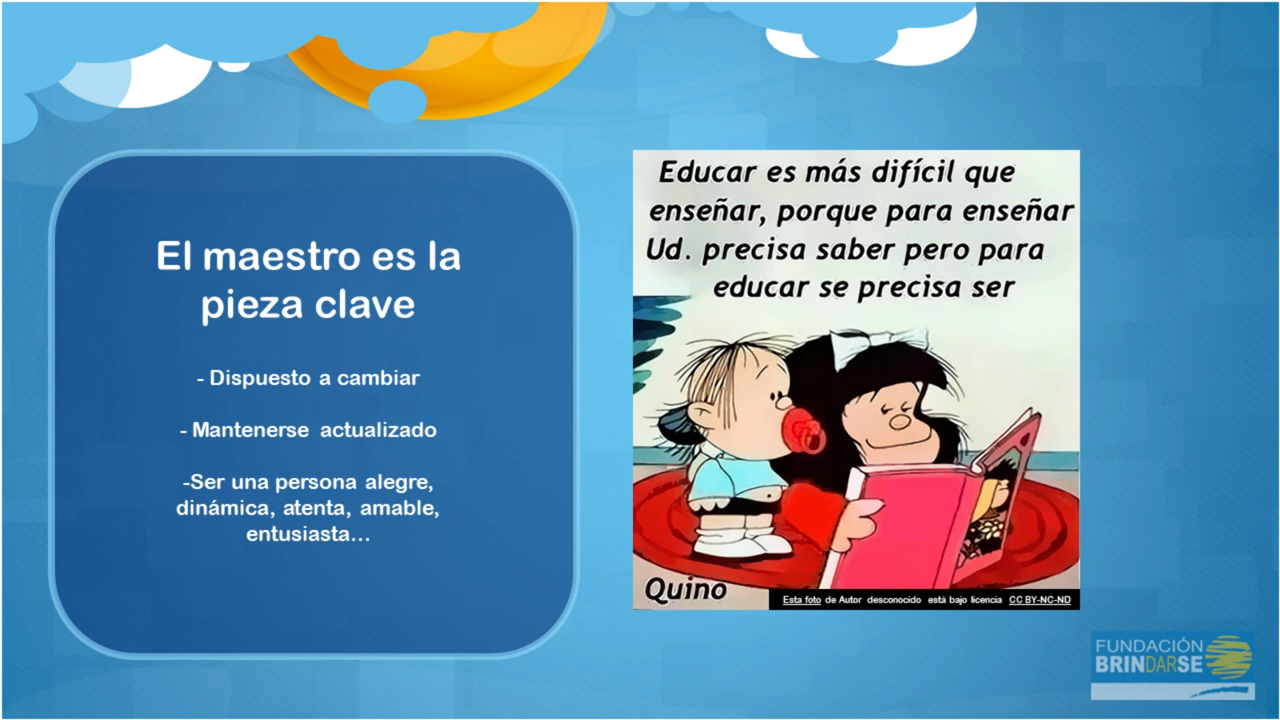 El maestro es la
pieza clave
- Dispuesto a cambiar
- Mantenerse actualizado
-Ser una persona alegre,
dinámica, atenta, amable,
entusiasta...
Educar es más difícil que
enseñar, porque para enseñar
Ud. precisa saber pero para
educar se precisa ser
Quino
Esta foto de Autor desconocido está bajo licencia CC BY-NC-ND
FUNDACIÓN
BRINDARSE